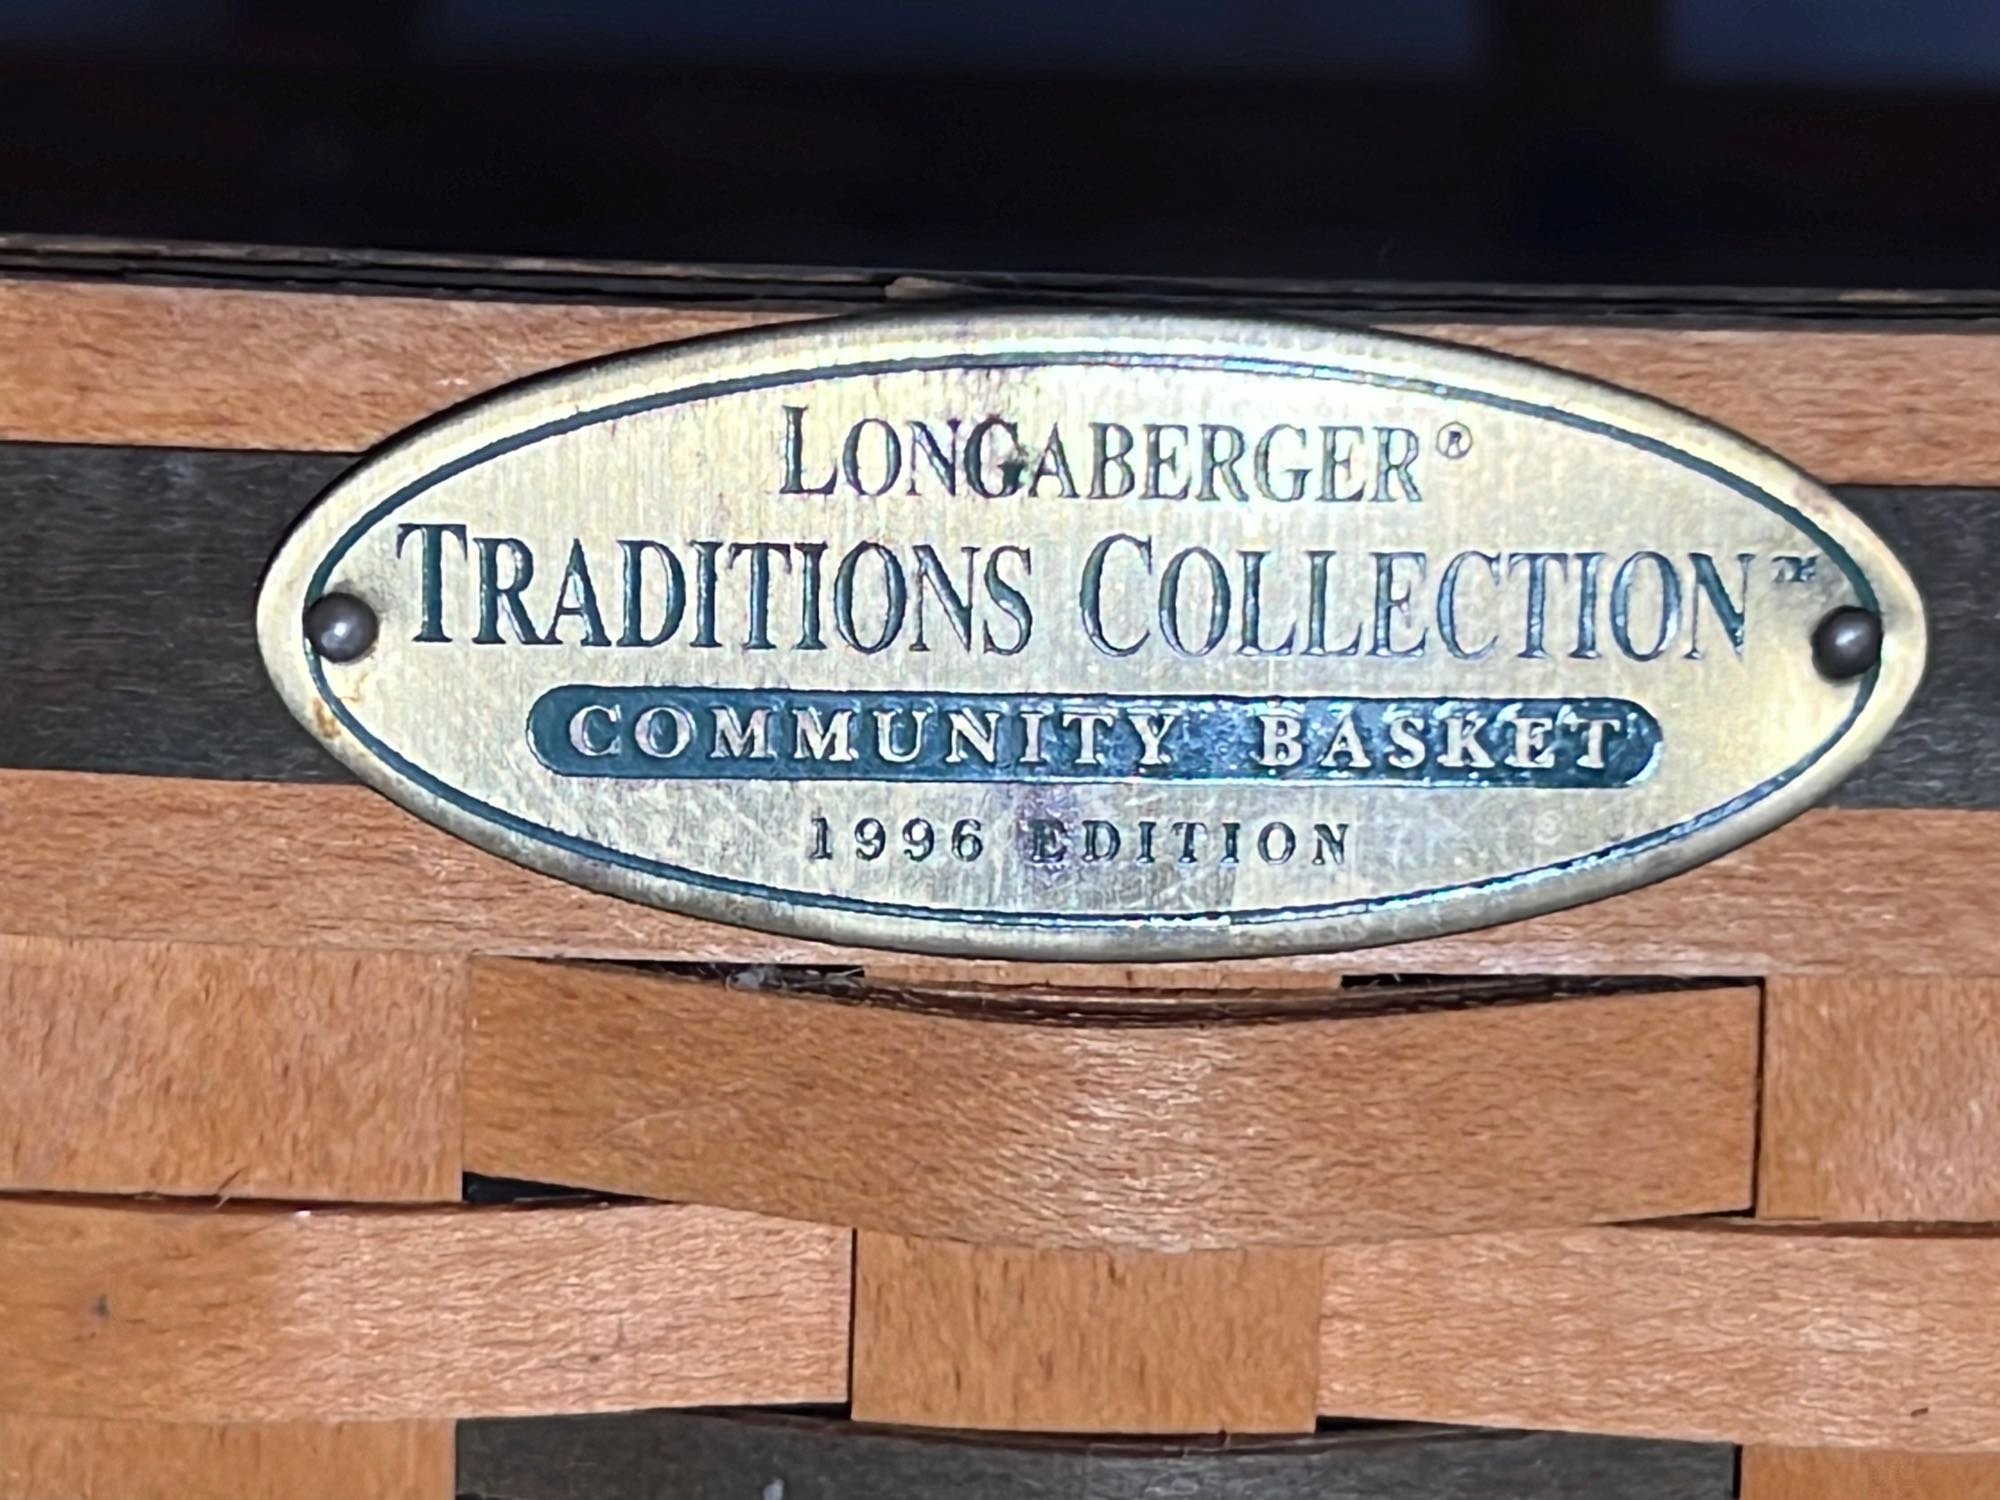 LONGABERGER®
TRADITIONS COLLECTION™
COMMUNITY BASKET
1996 EDITION